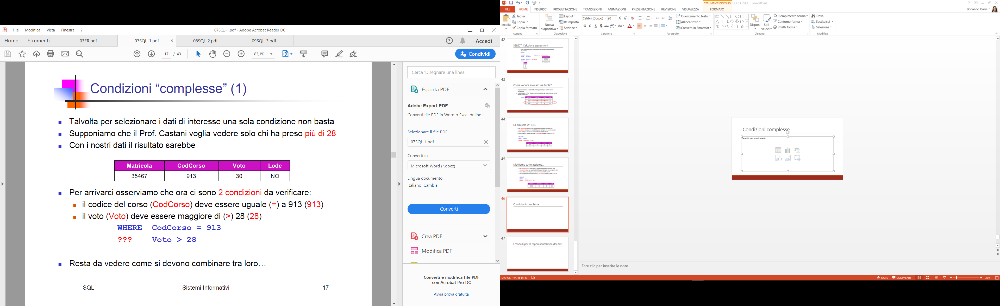 File Modifica Vista Finestra ?
07SQL-1.pdf - Adobe Acrobat Reader DC
Home Strumenti 03ER.pdf 07SQL-1.pdf × 08SQL-2.pdf 09SQL-3.pdf Accedi
17 / 43 83,1% Condividi
Condizioni “complesse” (1)
Talvolta per selezionare i dati di interesse una sola condizione non basta
Supponiamo che il Prof. Castani voglia vedere solo chi ha preso più di 28
Con i nostri dati il risultato sarebbe
Matricola CodCorso Voto Lode
35467 913 30 NO
Per arrivarci osserviamo che ora ci sono 2 condizioni da verificare:
il codice del corso (CodCorso) deve essere uguale (=) a 913 (913)
il voto (Voto) deve essere maggiore di (>) 28 (28)
WHERE CodCorso = 913
??? Voto > 28
Resta da vedere come si devono combinare tra loro…
SQL Sistemi Informativi 17
Cerca 'Disegnare una linea'
Esporta PDF
Adobe Export PDF
Converti file PDF in Word o Excel online
Selezionare il file PDF
07SQL-1.pdf
Converti in
Microsoft Word (*.docx)
Lingua documento:
Italiano Cambia
Converti
Crea PDF
Modifica PDF
Converti e modifica file PDF
con Acrobat Pro DC
Avvia prova gratuita
STRUMENTI DISEGNO CORSO SQL - PowerPoint
FILE HOME INSERISCI PROGETTAZIONE TRANSIZIONI ANIMAZIONI PRESENTAZIONE REVISIONE VISUALIZZA FORMATO Bonanno Daria
Incolla
Taglia
Copia
Copia formato
Appunti
Nuova
diapositiva
Layout
Reimposta
Sezione
Diapositive
Calibri (Corpo) 20
G C S S abc AV Aa A
Carattere
Orientamento testo
Allinea testo
Converti in SmartArt
Paragrafo
Disponi
Stili
veloci
Riempimento forma
Contorno forma
Effetti forma
Disegno
Trova
Sostituisci
Seleziona
Modifica
42
SELECT: Calcolare espressioni
43
Come vedere solo alcune tuple?
44
La clausola WHERE
45
Mettiamo tutto assieme...
46
Condizioni complesse
47
I modelli per la rappresentazione dei dati
Condizioni complesse
Fare clic per inserire testo
Fare clic per inserire le note
DIAPOSITIVA 46 DI 47
NOTE COMMENTI 33%